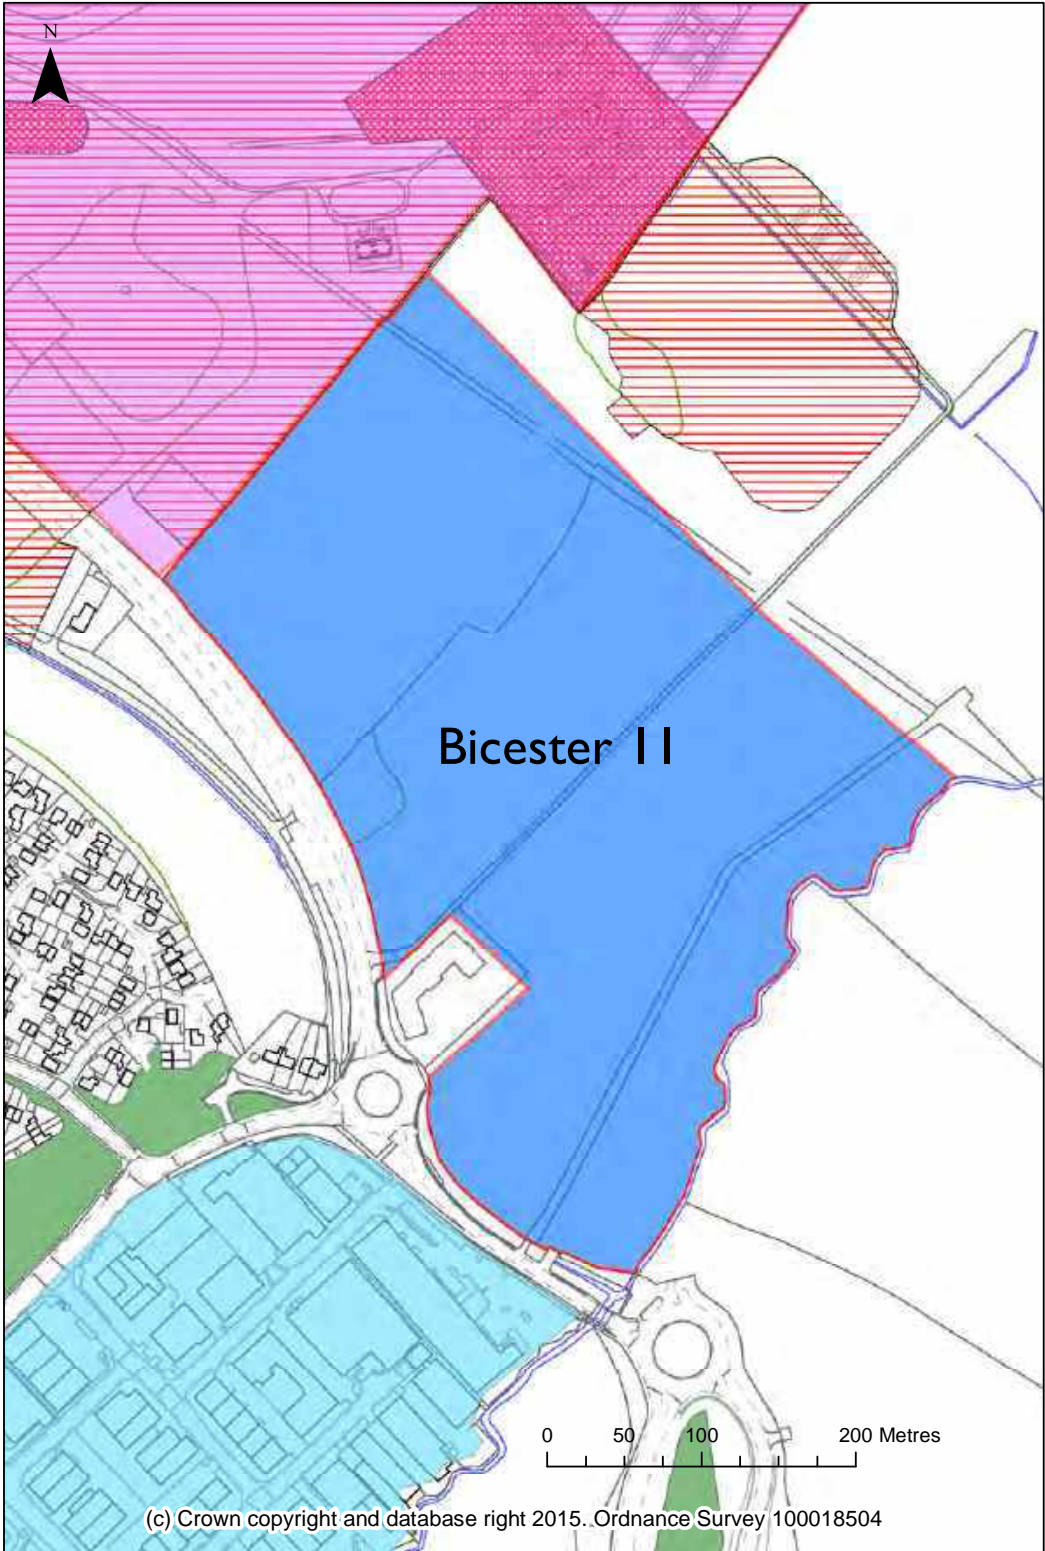 N
Bicester 11
0 50 100 200 Metres
(c) Crown copyright and database right 2015. Ordnance Survey 100018504